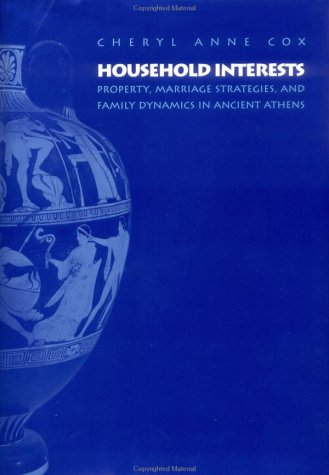 CHERYL ANNE COX
HOUSEHOLD INTERESTS
PROPERTY, MARRIAGE STRATEGIES, AND
FAMILY DYNAMICS IN ANCIENT ATHENS